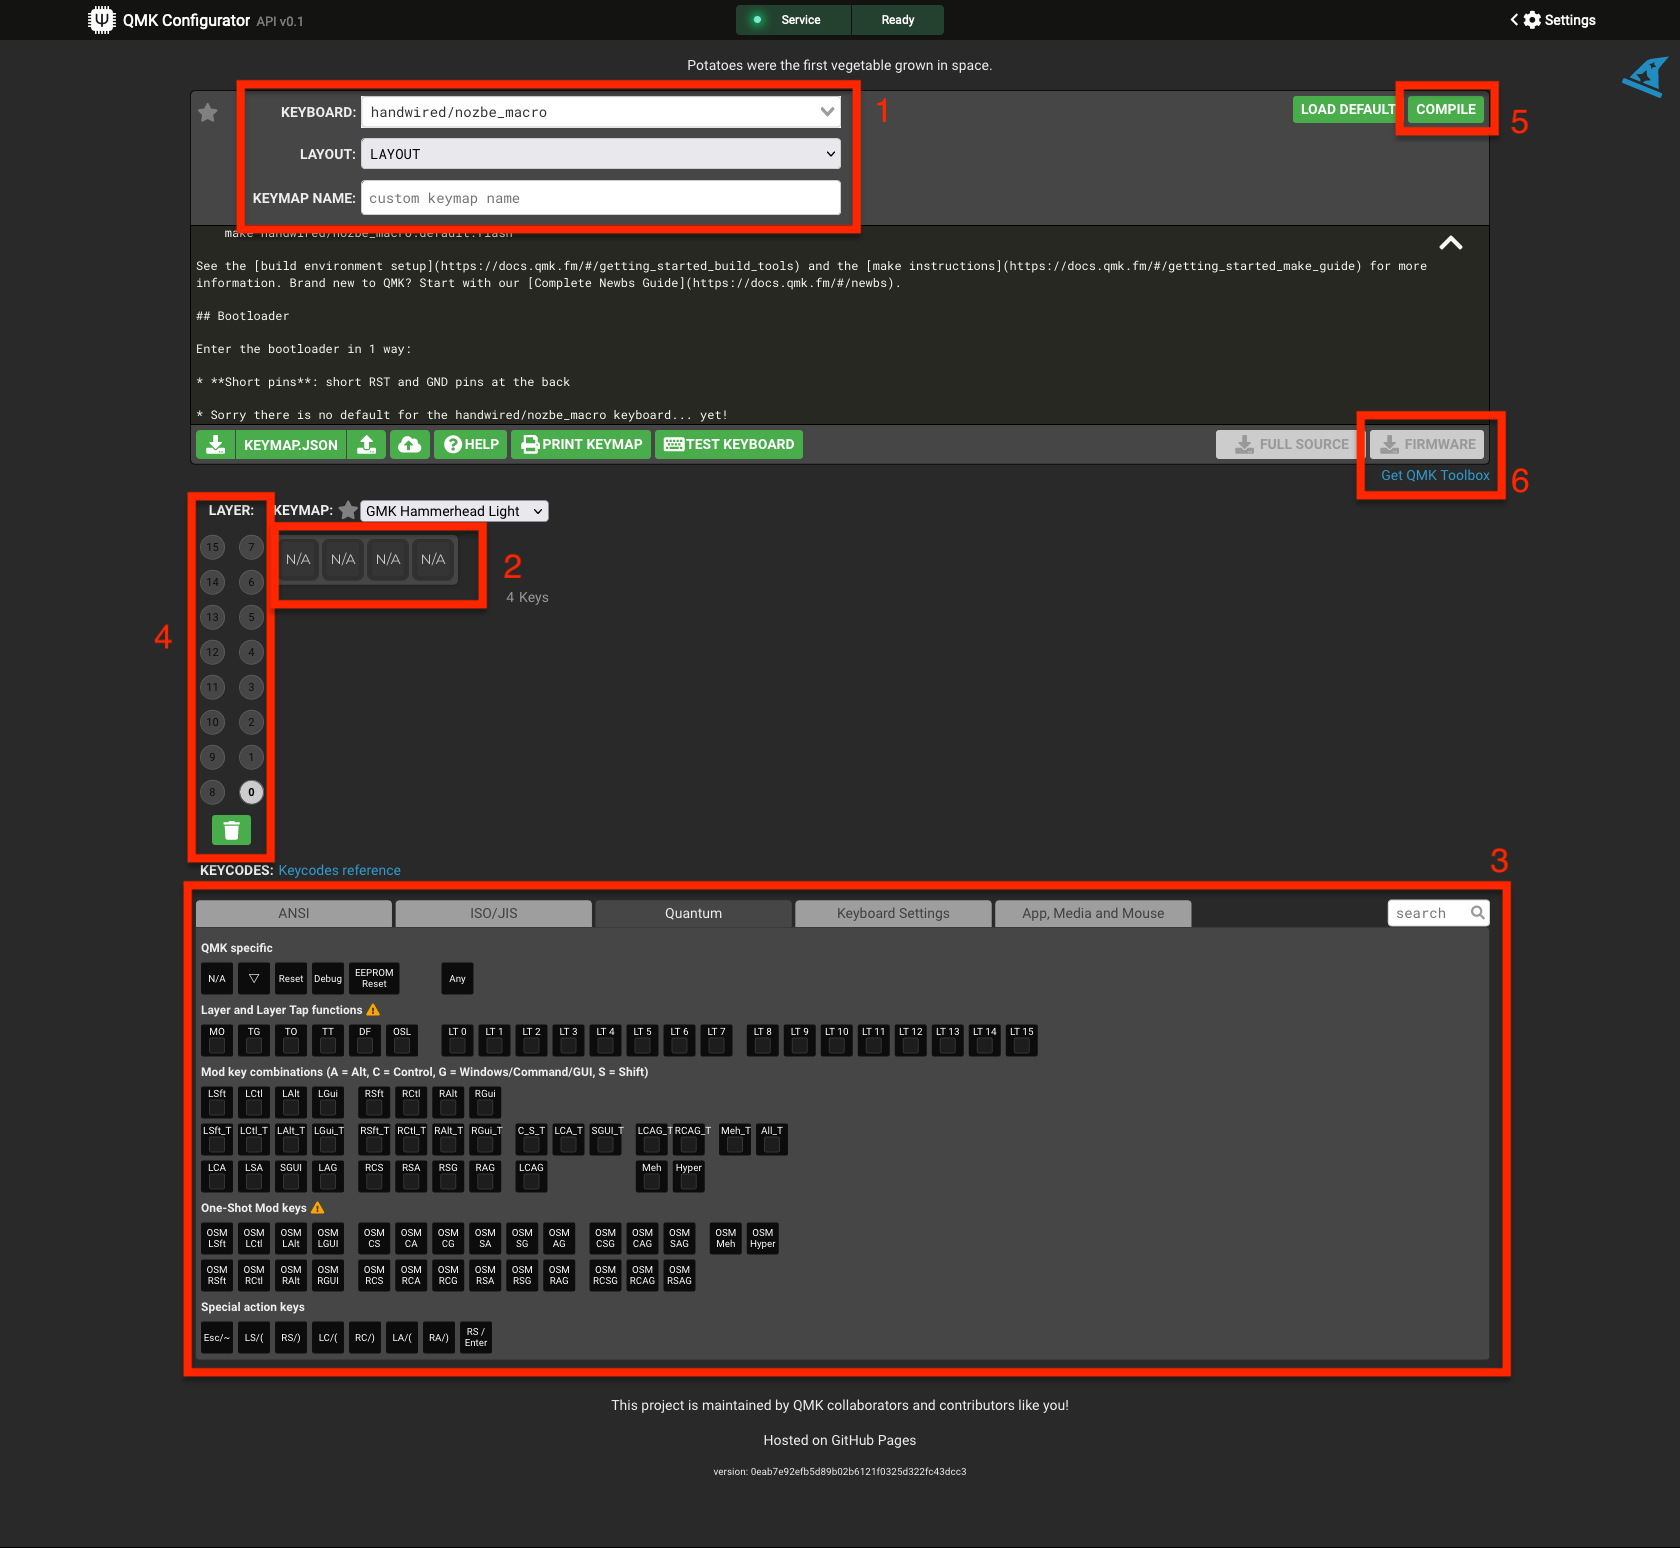 QMK Configurator API v0.1
Service Ready
Settings
Potatoes were the first vegetable grown in space.
KEYBOARD: handwired/nozbe_macro
1
LOAD DEFAULT COMPILE
5
LAYOUT: LAYOUT
KEYMAP NAME: custom keymap name
make handwired/nozbe_macro:default:flash
See the [build environment setup](https://docs.qmk.fm/#/getting_started_build_tools) and the [make instructions](https://docs.qmk.fm/#/getting_started_make_guide) for more
information. Brand new to QMK? Start with our [Complete Newbs Guide](https://docs.qmk.fm/#/newbs).
## Bootloader
Enter the bootloader in 1 way:
* **Short pins**: short RST and GND pins at the back
* Sorry there is no default for the handwired/nozbe_macro keyboard... yet!
KEYMAP.JSON HELP PRINT KEYMAP TEST KEYBOARD FULL SOURCE FIRMWARE
Get QMK Toolbox
6
LAYER: KEYMAP: GMK Hammerhead Light
15 7
N/A N/A N/A N/A
2
4 Keys
14 6
13 5
4
12 4
11 3
10 2
9 1
8 0
KEYCODES: Keycodes reference
3
ANSI ISO/JIS Quantum Keyboard Settings App, Media and Mouse search
QMK specific
N/A ▽ Reset Debug EEPROM Reset Any
Layer and Layer Tap functions
MO TG TO TT DF OSL LT 0 LT 1 LT 2 LT 3 LT 4 LT 5 LT 6 LT 7 LT 8 LT 9 LT 10 LT 11 LT 12 LT 13 LT 14 LT 15
Mod key combinations (A = Alt, C = Control, G = Windows/Command/GUI, S = Shift)
LSft LCtl LAlt LGui RSft RCtl RAlt RGui
LSft_T LCtl_T LAlt_T LGui_T RSft_T RCtl_T RAlt_T RGui_T C_S_T LCA_T SGUI_T LCAG_T RCAG_T Meh_T All_T
LCA LSA SGUI LAG RCS RSA RSG RAG LCAG Meh Hyper
One-Shot Mod keys
OSM LSft OSM LCtl OSM LAlt OSM LGUI OSM CS OSM CA OSM CG OSM SA OSM SG OSM AG OSM CSG OSM CAG OSM SAG OSM Meh OSM Hyper
OSM RSft OSM RCtl OSM RAlt OSM RGUI OSM RCS OSM RCA OSM RCG OSM RSA OSM RSG OSM RAG OSM RCSG OSM RCAG OSM RSAG
Special action keys
Esc/~ LS/( RS/) LC/( RC/) LA/( RA/) RS / Enter
This project is maintained by QMK collaborators and contributors like you!
Hosted on GitHub Pages
version: 0eab7e92efb5d89b02b6121f0325d322fc43dcc3